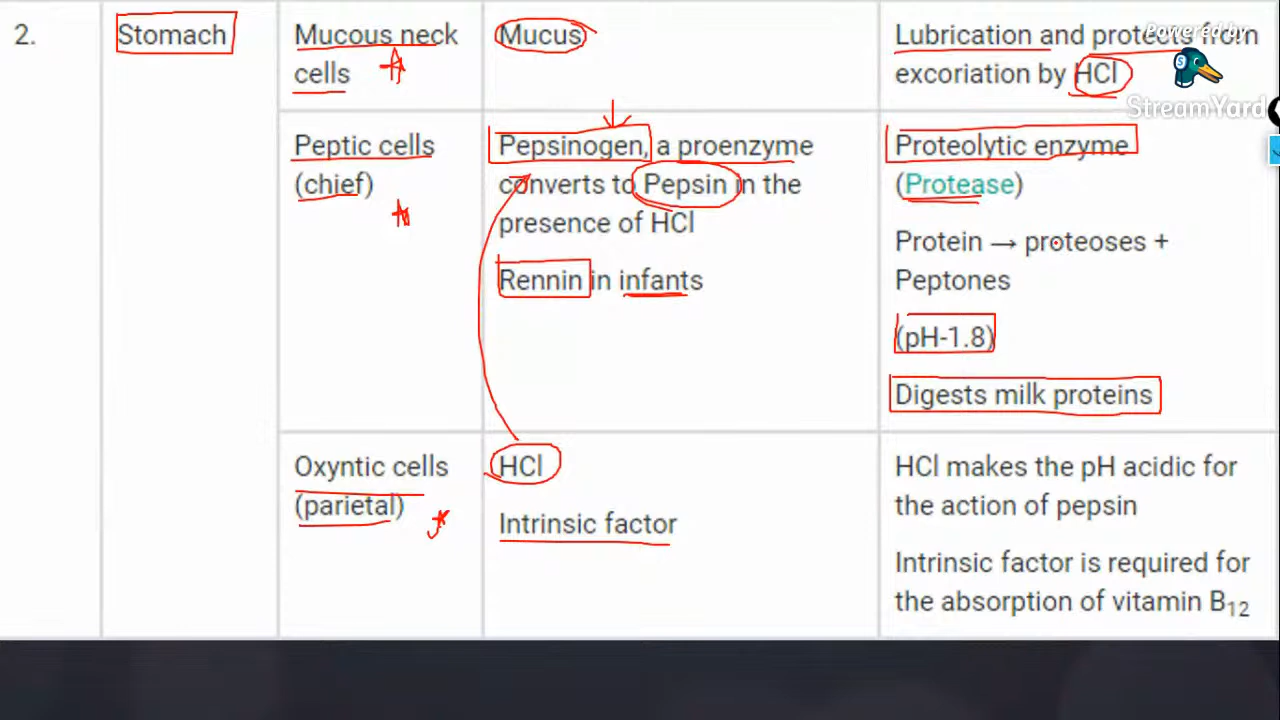 2.
Stomach
Mucous neck
cells
Mucus
Lubrication and protects from
excoriation by HCl
Powered by
StreamYard
Peptic cells
(chief)
Pepsinogen, a proenzyme
converts to Pepsin in the
presence of HCl
Rennin in infants
Proteolytic enzyme
(Protease)
Protein → proteoses +
Peptones
(pH-1.8)
Digests milk proteins
Oxyntic cells
(parietal)
HCl
Intrinsic factor
HCl makes the pH acidic for
the action of pepsin
Intrinsic factor is required for
the absorption of vitamin B₁₂